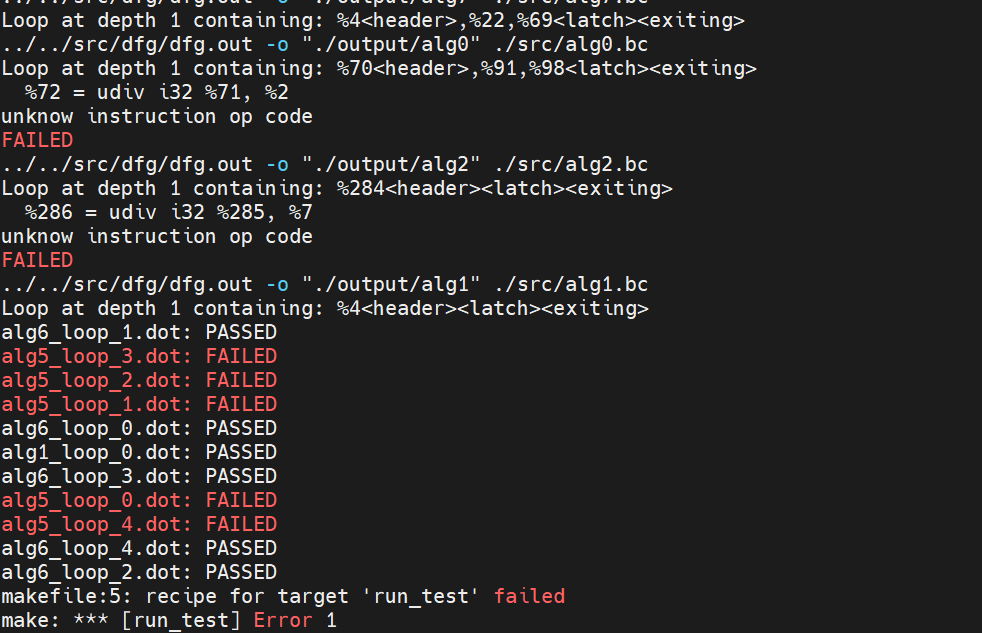 Loop at depth 1 containing: %4<header>,%22,%69<latch><exiting>
../../src/dfg/dfg.out -o "./output/alg0" ./src/alg0.bc
Loop at depth 1 containing: %70<header>,%91,%98<latch><exiting>
  %72 = udiv i32 %71, %2
unknow instruction op code
FAILED
../../src/dfg/dfg.out -o "./output/alg2" ./src/alg2.bc
Loop at depth 1 containing: %284<header><latch><exiting>
  %286 = udiv i32 %285, %7
unknow instruction op code
FAILED
../../src/dfg/dfg.out -o "./output/alg1" ./src/alg1.bc
Loop at depth 1 containing: %4<header><latch><exiting>
alg6_loop_1.dot: PASSED
alg5_loop_3.dot: FAILED
alg5_loop_2.dot: FAILED
alg5_loop_1.dot: FAILED
alg6_loop_0.dot: PASSED
alg1_loop_0.dot: PASSED
alg6_loop_3.dot: PASSED
alg5_loop_0.dot: FAILED
alg5_loop_4.dot: FAILED
alg6_loop_4.dot: PASSED
alg6_loop_2.dot: PASSED
makefile:5: recipe for target 'run_test' failed
make: *** [run_test] Error 1